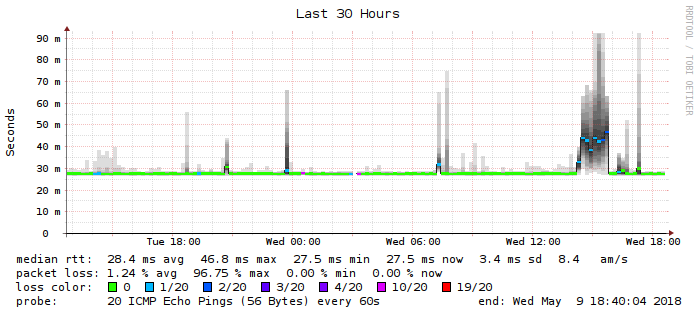 Last 30 Hours
RRDTOOL / TOBI OETIKER
Seconds
90 m
80 m
70 m
60 m
50 m
40 m
30 m
20 m
10 m
0
Tue 18:00 Wed 00:00 Wed 06:00 Wed 12:00 Wed 18:00
median rtt: 28.4 ms avg 46.8 ms max 27.5 ms min 27.5 ms now 3.4 ms sd 8.4 am/s
packet loss: 1.24 % avg 96.75 % max 0.00 % min 0.00 % now
loss color: 0 1/20 2/20 3/20 4/20 10/20 19/20
probe: 20 ICMP Echo Pings (56 Bytes) every 60s end: Wed May 9 18:40:04 2018